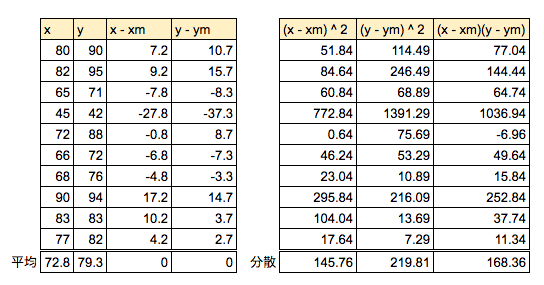 x y x - xm y - ym (x - xm) ^ 2 (y - ym) ^ 2 (x - xm)(y - ym)
80 90 7.2 10.7 51.84 114.49 77.04
82 95 9.2 15.7 84.64 246.49 144.44
65 71 -7.8 -8.3 60.84 68.89 64.74
45 42 -27.8 -37.3 772.84 1391.29 1036.94
72 88 -0.8 8.7 0.64 75.69 -6.96
66 72 -6.8 -7.3 46.24 53.29 49.64
68 76 -4.8 -3.3 23.04 10.89 15.84
90 94 17.2 14.7 295.84 216.09 252.84
83 83 10.2 3.7 104.04 13.69 37.74
77 82 4.2 2.7 17.64 7.29 11.34
平均 72.8 79.3 0 0 分散 145.76 219.81 168.36